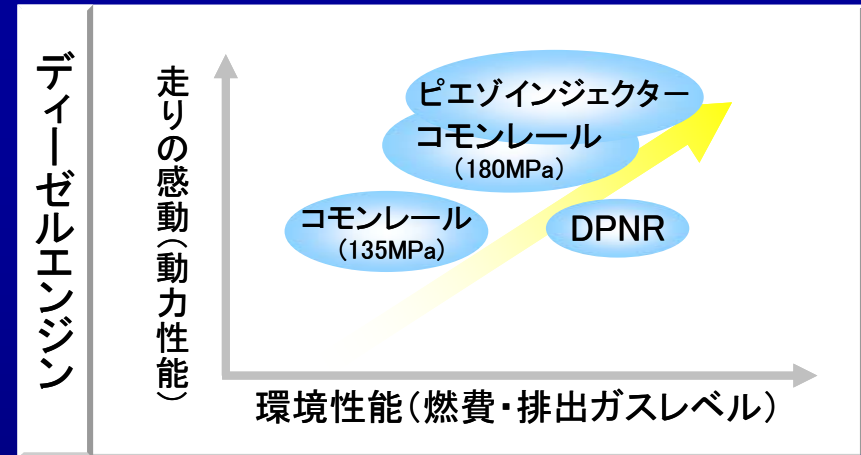 ディーゼルエンジン
走りの感動(動力性能)
ピエゾインジェクター
コモンレール
(180MPa)
コモンレール
(135MPa)
DPNR
環境性能(燃費・排出ガスレベル)